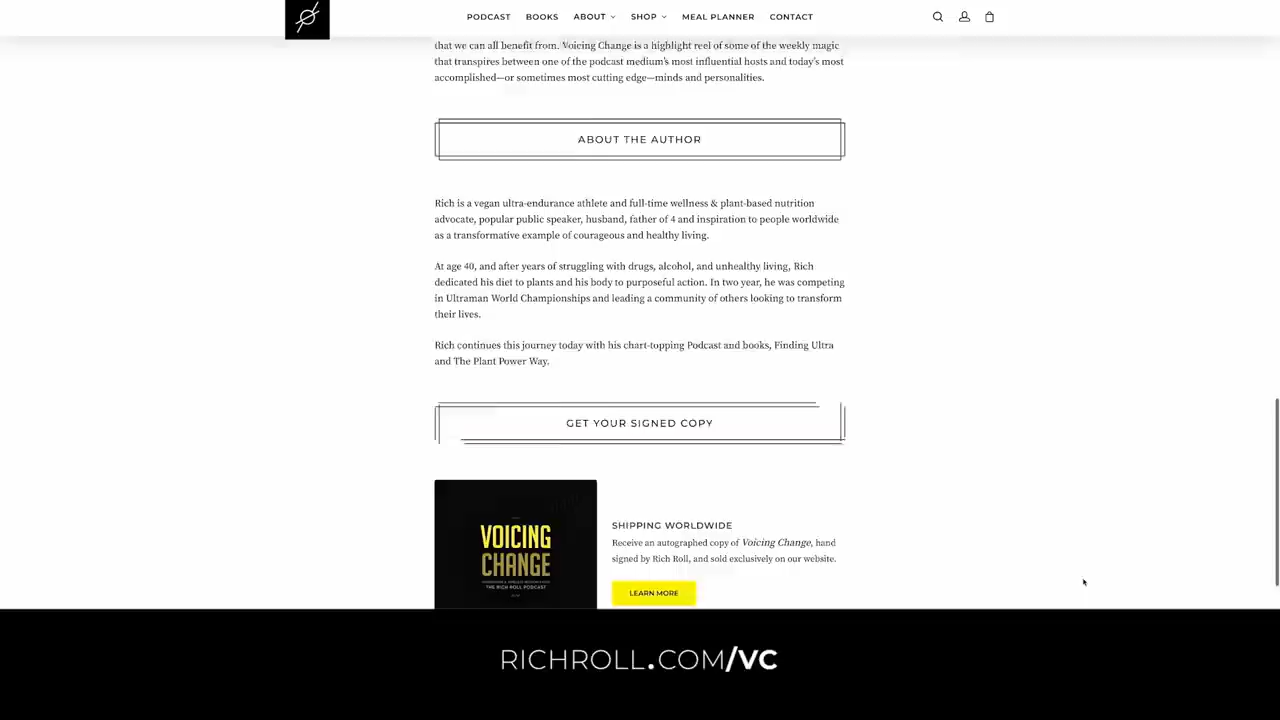 PODCAST BOOKS ABOUT SHOP MEAL PLANNER CONTACT
that we can all benefit from. Voicing Change is a highlight reel of some of the weekly magic
that transpires between one of the podcast medium's most influential hosts and today's most
accomplished—or sometimes most cutting edge—minds and personalities.
ABOUT THE AUTHOR
Rich is a vegan ultra-endurance athlete and full-time wellness & plant-based nutrition
advocate, popular public speaker, husband, father of 4 and inspiration to people worldwide
as a transformative example of courageous and healthy living.
At age 40, and after years of struggling with drugs, alcohol, and unhealthy living, Rich
dedicated his diet to plants and his body to purposeful action. In two year, he was competing
in Ultraman World Championships and leading a community of others looking to transform
their lives.
Rich continues this journey today with his chart-topping Podcast and books, Finding Ultra
and The Plant Power Way.
GET YOUR SIGNED COPY
VOICING
CHANGE
THE RICH ROLL PODCAST
SHIPPING WORLDWIDE
Receive an autographed copy of Voicing Change, hand
signed by Rich Roll, and sold exclusively on our website.
LEARN MORE
RICHROLL.COM/VC